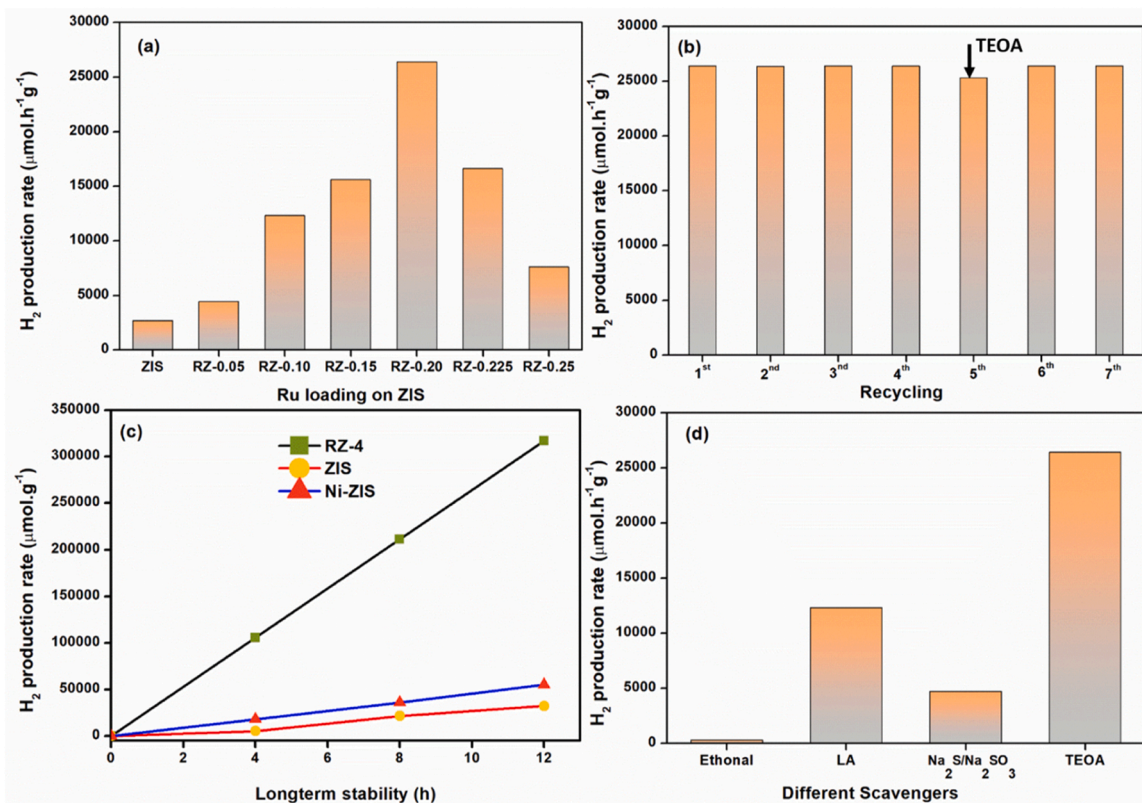 (a)
H2 production rate (μmol.h-1g-1)
30000
25000
20000
15000
10000
5000
0
ZIS RZ-0.05 RZ-0.10 RZ-0.15 RZ-0.20 RZ-0.225 RZ-0.25
Ru loading on ZIS
(b)
TEOA
H2 production rate (μmol.h-1g-1)
30000
25000
20000
15000
10000
5000
0
1st 2nd 3nd 4th 5th 6th 7th
Recycling
(c)
RZ-4
ZIS
Ni-ZIS
H2 production rate (μmol.g-1)
350000
300000
250000
200000
150000
100000
50000
0
0 2 4 6 8 10 12
Longterm stability (h)
(d)
H2 production rate (μmol.h-1g-1)
30000
25000
20000
15000
10000
5000
0
Ethonal LA Na2S/Na2SO3 TEOA
Different Scavengers